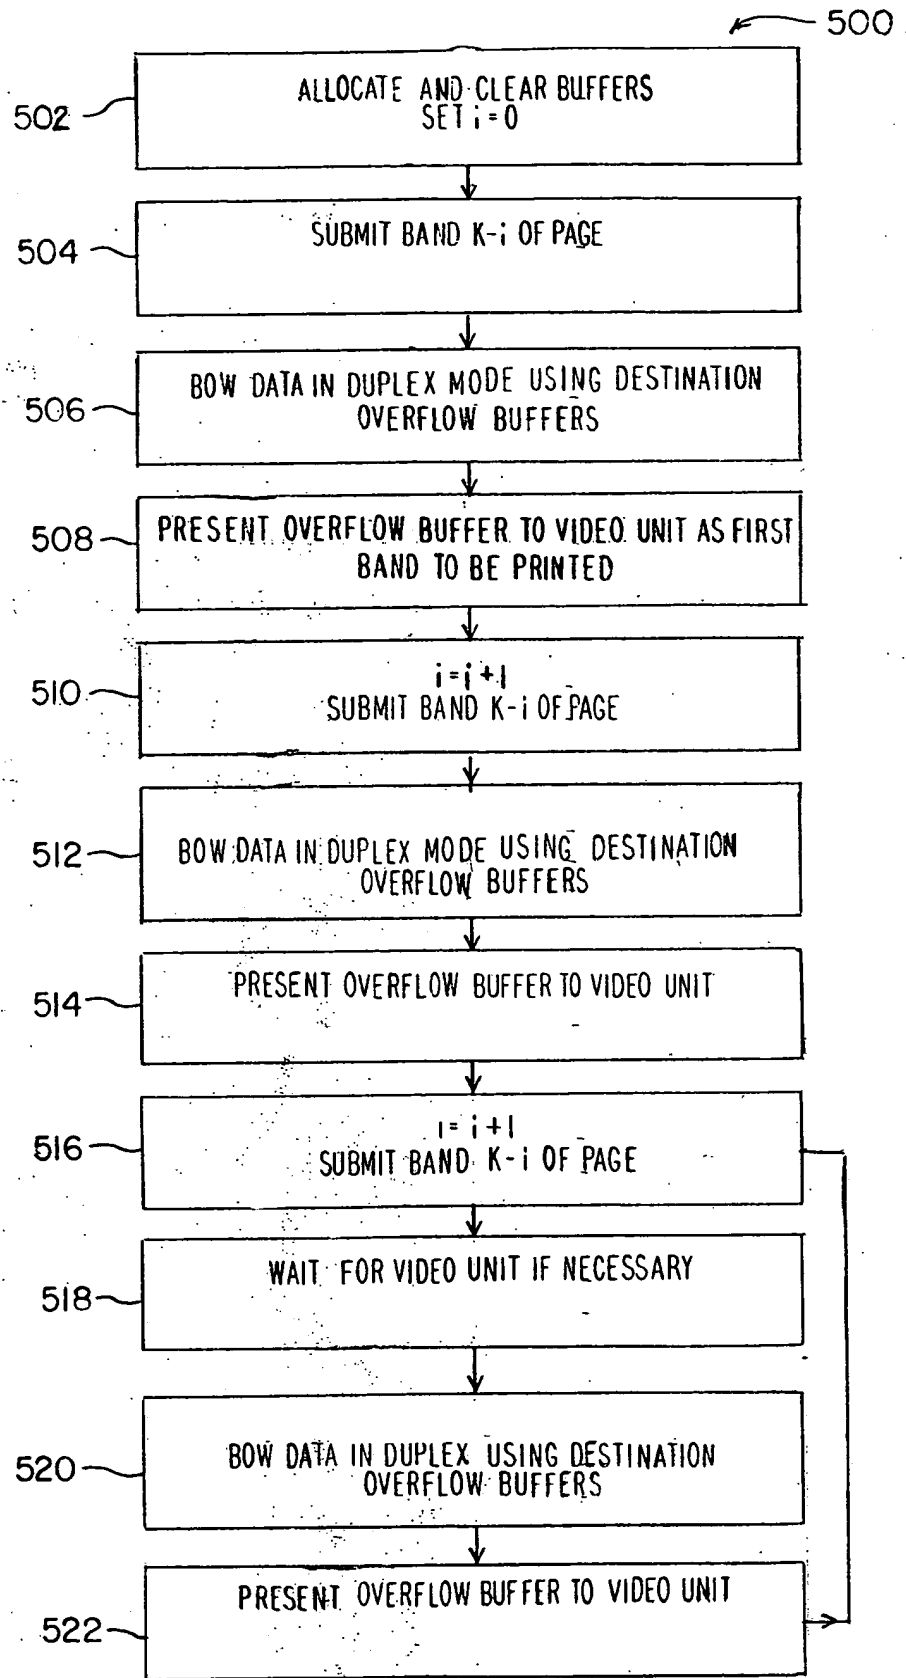 500
502
ALLOCATE AND CLEAR BUFFERS
SET i = 0
504
SUBMIT BAND K-i OF PAGE
506
BOW DATA IN DUPLEX MODE USING DESTINATION
OVERFLOW BUFFERS
508
PRESENT OVERFLOW BUFFER TO VIDEO UNIT AS FIRST
BAND TO BE PRINTED
510
i = i + 1
SUBMIT BAND K-i OF PAGE
512
BOW DATA IN DUPLEX MODE USING DESTINATION
OVERFLOW BUFFERS
514
PRESENT OVERFLOW BUFFER TO VIDEO UNIT
516
i = i + 1
SUBMIT BAND K-i OF PAGE
518
WAIT FOR VIDEO UNIT IF NECESSARY
520
BOW DATA IN DUPLEX USING DESTINATION
OVERFLOW BUFFERS
522
PRESENT OVERFLOW BUFFER TO VIDEO UNIT